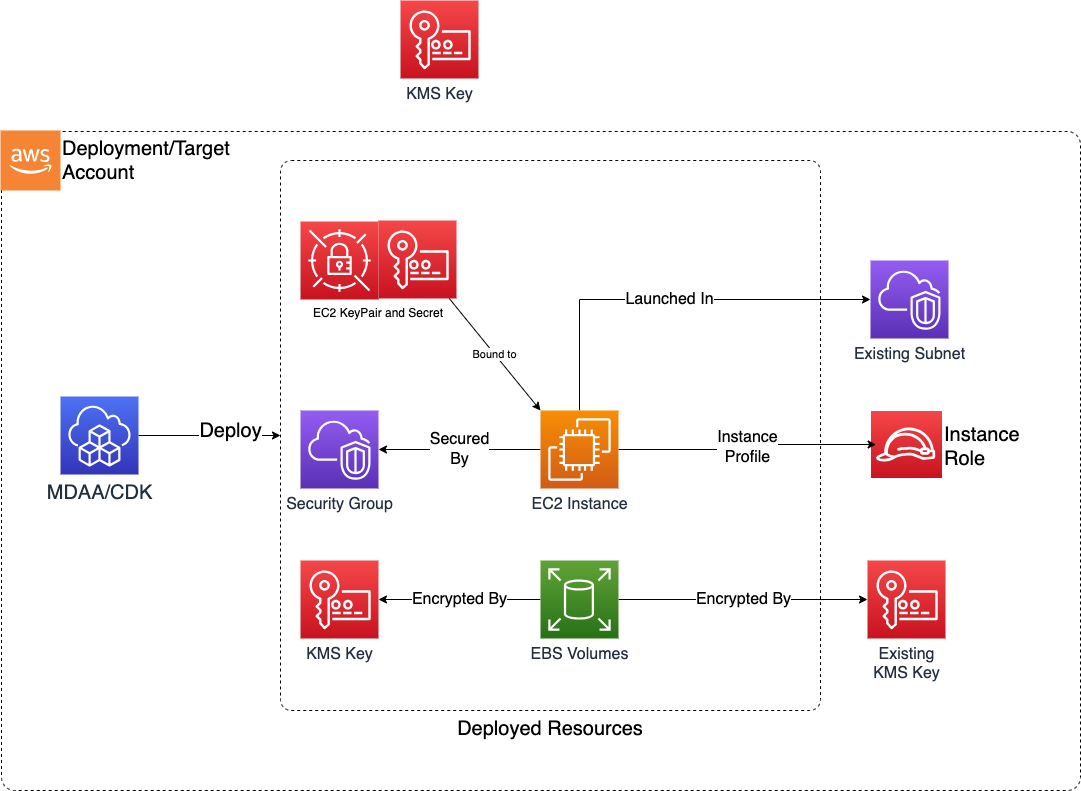 KMS Key
aws
Deployment/Target
Account
EC2 KeyPair and Secret
Bound to
Launched In
Existing Subnet
Deploy
MDAA/CDK
Secured
By
Security Group
EC2 Instance
Instance
Profile
Instance
Role
Encrypted By
KMS Key
EBS Volumes
Encrypted By
Existing
KMS Key
Deployed Resources